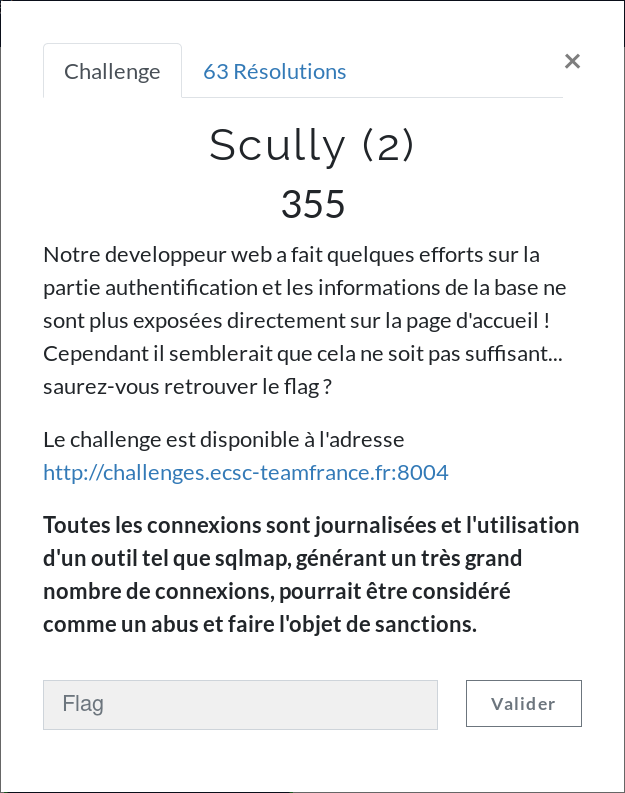 Challenge
63 Résolutions
×
Scully (2)
355
Notre developpeur web a fait quelques efforts sur la
partie authentification et les informations de la base ne
sont plus exposées directement sur la page d'accueil !
Cependant il semblerait que cela ne soit pas suffisant...
saurez-vous retrouver le flag ?
Le challenge est disponible à l'adresse
http://challenges.ecsc-teamfrance.fr:8004
Toutes les connexions sont journalisées et l'utilisation
d'un outil tel que sqlmap, générant un très grand
nombre de connexions, pourrait être considéré
comme un abus et faire l'objet de sanctions.
Flag
Valider